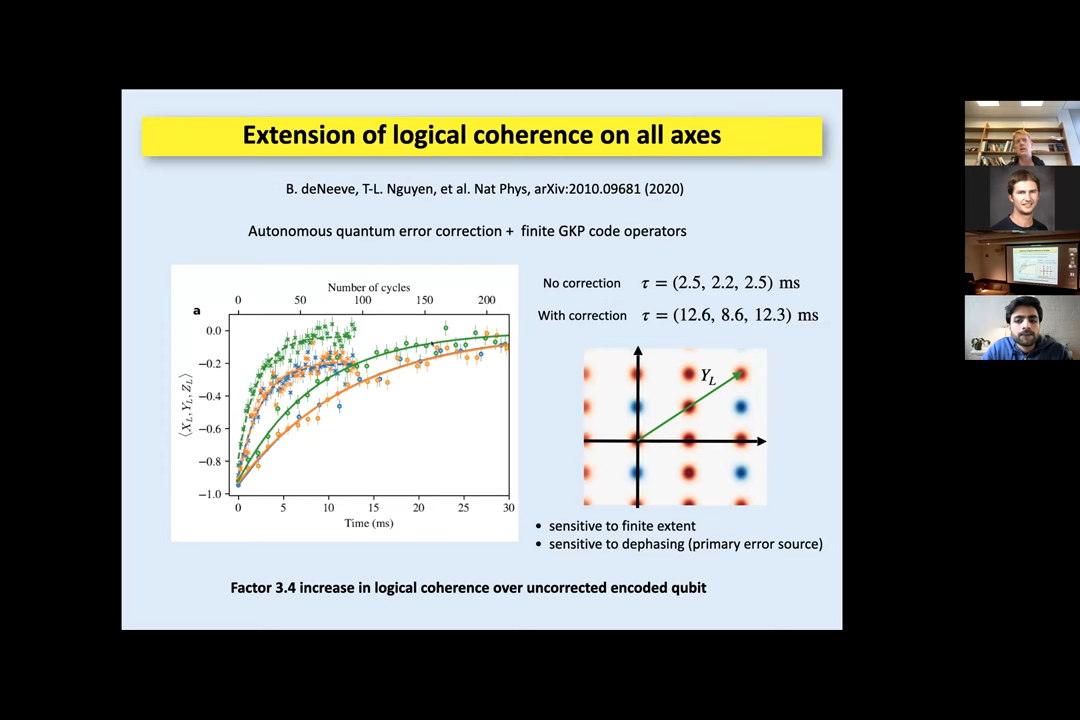 Extension of logical coherence on all axes
B. deNeeve, T-L. Nguyen, et al. Nat Phys, arXiv:2010.09681 (2020)
Autonomous quantum error correction + finite GKP code operators
No correction τ = (2.5, 2.2, 2.5) ms
With correction τ = (12.6, 8.6, 12.3) ms
a
Number of cycles
0 50 100 150 200
0.0
−0.2
−0.4
−0.6
−0.8
−1.0
⟨X_L, Y_L, Z_L⟩
0 5 10 15 20 25 30
Time (ms)
Y_L
• sensitive to finite extent
• sensitive to dephasing (primary error source)
Factor 3.4 increase in logical coherence over uncorrected encoded qubit